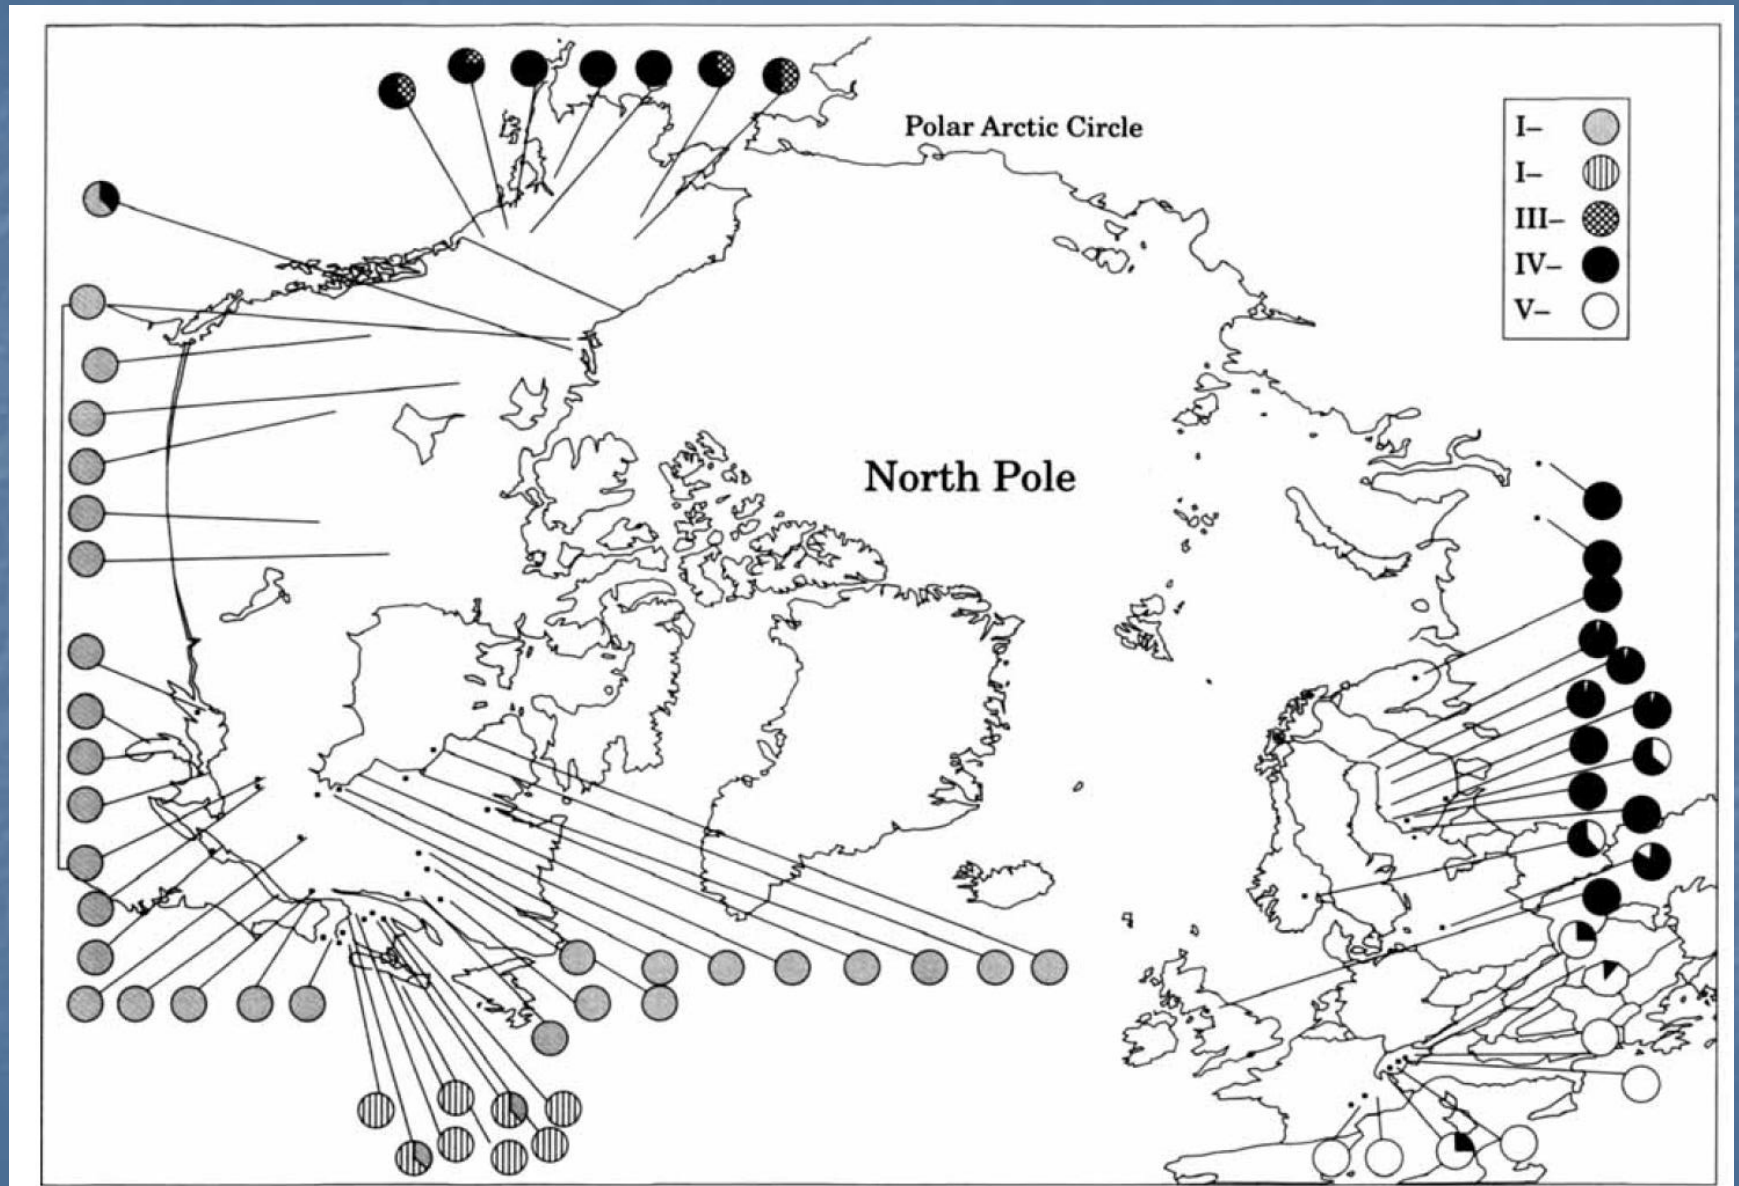 Polar Arctic Circle
North Pole
I–
I–
III–
IV–
V–